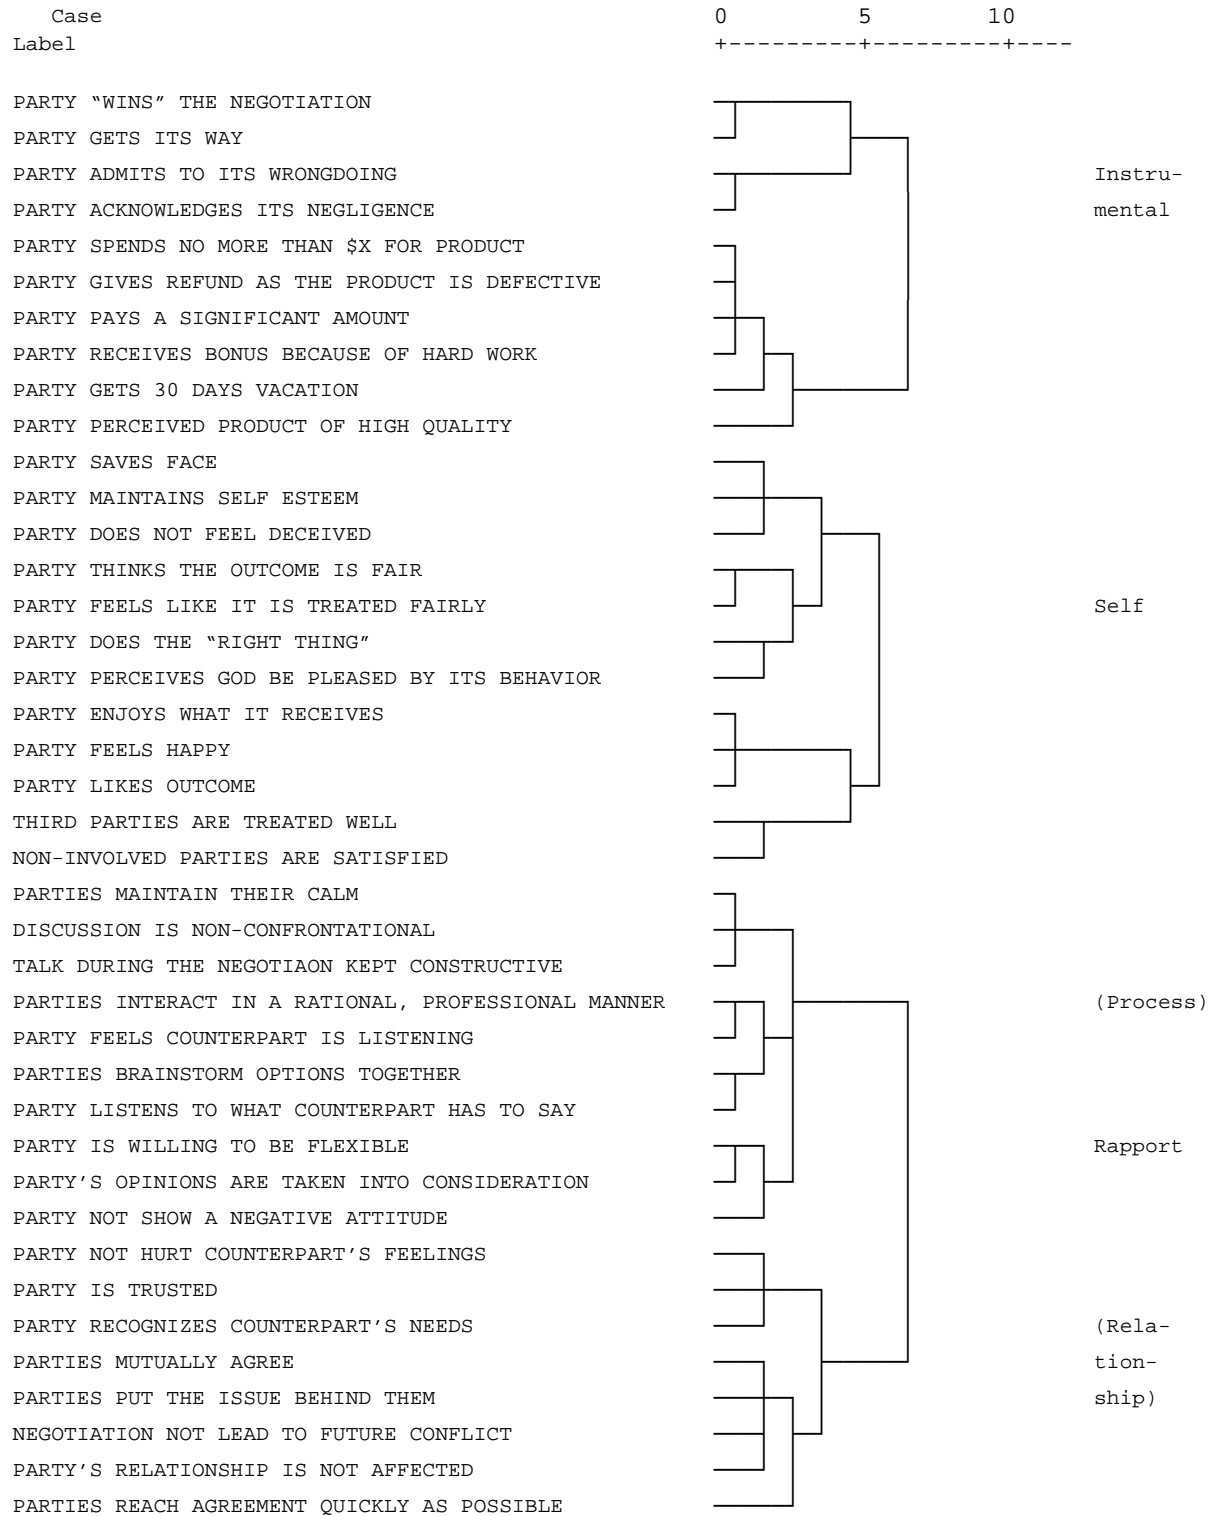 Case 0 5 10
Label +---------+---------+----
PARTY “WINS” THE NEGOTIATION
PARTY GETS ITS WAY
PARTY ADMITS TO ITS WRONGDOING Instru-
PARTY ACKNOWLEDGES ITS NEGLIGENCE mental
PARTY SPENDS NO MORE THAN $X FOR PRODUCT
PARTY GIVES REFUND AS THE PRODUCT IS DEFECTIVE
PARTY PAYS A SIGNIFICANT AMOUNT
PARTY RECEIVES BONUS BECAUSE OF HARD WORK
PARTY GETS 30 DAYS VACATION
PARTY PERCEIVED PRODUCT OF HIGH QUALITY
PARTY SAVES FACE
PARTY MAINTAINS SELF ESTEEM
PARTY DOES NOT FEEL DECEIVED
PARTY THINKS THE OUTCOME IS FAIR
PARTY FEELS LIKE IT IS TREATED FAIRLY Self
PARTY DOES THE “RIGHT THING”
PARTY PERCEIVES GOD BE PLEASED BY ITS BEHAVIOR
PARTY ENJOYS WHAT IT RECEIVES
PARTY FEELS HAPPY
PARTY LIKES OUTCOME
THIRD PARTIES ARE TREATED WELL
NON-INVOLVED PARTIES ARE SATISFIED
PARTIES MAINTAIN THEIR CALM
DISCUSSION IS NON-CONFRONTATIONAL
TALK DURING THE NEGOTIAON KEPT CONSTRUCTIVE
PARTIES INTERACT IN A RATIONAL, PROFESSIONAL MANNER (Process)
PARTY FEELS COUNTERPART IS LISTENING
PARTIES BRAINSTORM OPTIONS TOGETHER
PARTY LISTENS TO WHAT COUNTERPART HAS TO SAY
PARTY IS WILLING TO BE FLEXIBLE Rapport
PARTY’S OPINIONS ARE TAKEN INTO CONSIDERATION
PARTY NOT SHOW A NEGATIVE ATTITUDE
PARTY NOT HURT COUNTERPART’S FEELINGS
PARTY IS TRUSTED
PARTY RECOGNIZES COUNTERPART’S NEEDS (Rela-
PARTIES MUTUALLY AGREE tion-
PARTIES PUT THE ISSUE BEHIND THEM ship)
NEGOTIATION NOT LEAD TO FUTURE CONFLICT
PARTY’S RELATIONSHIP IS NOT AFFECTED
PARTIES REACH AGREEMENT QUICKLY AS POSSIBLE